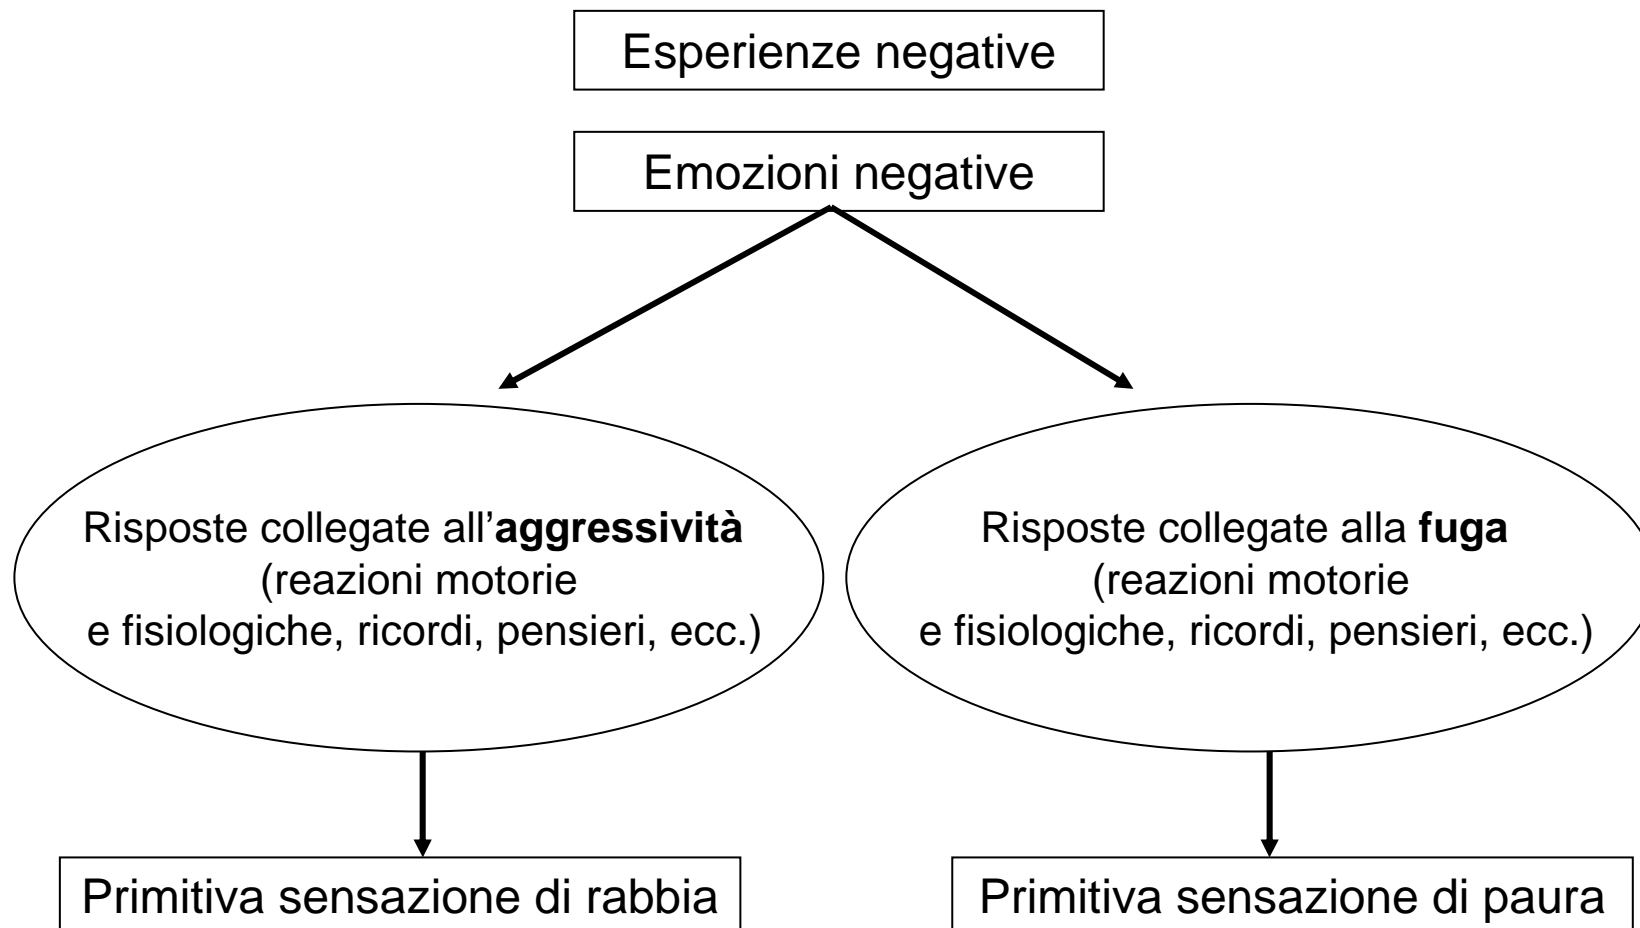 Esperienze negative
Emozioni negative
Risposte collegate all’aggressività
(reazioni motorie
e fisiologiche, ricordi, pensieri, ecc.)
Risposte collegate alla fuga
(reazioni motorie
e fisiologiche, ricordi, pensieri, ecc.)
Primitiva sensazione di rabbia
Primitiva sensazione di paura